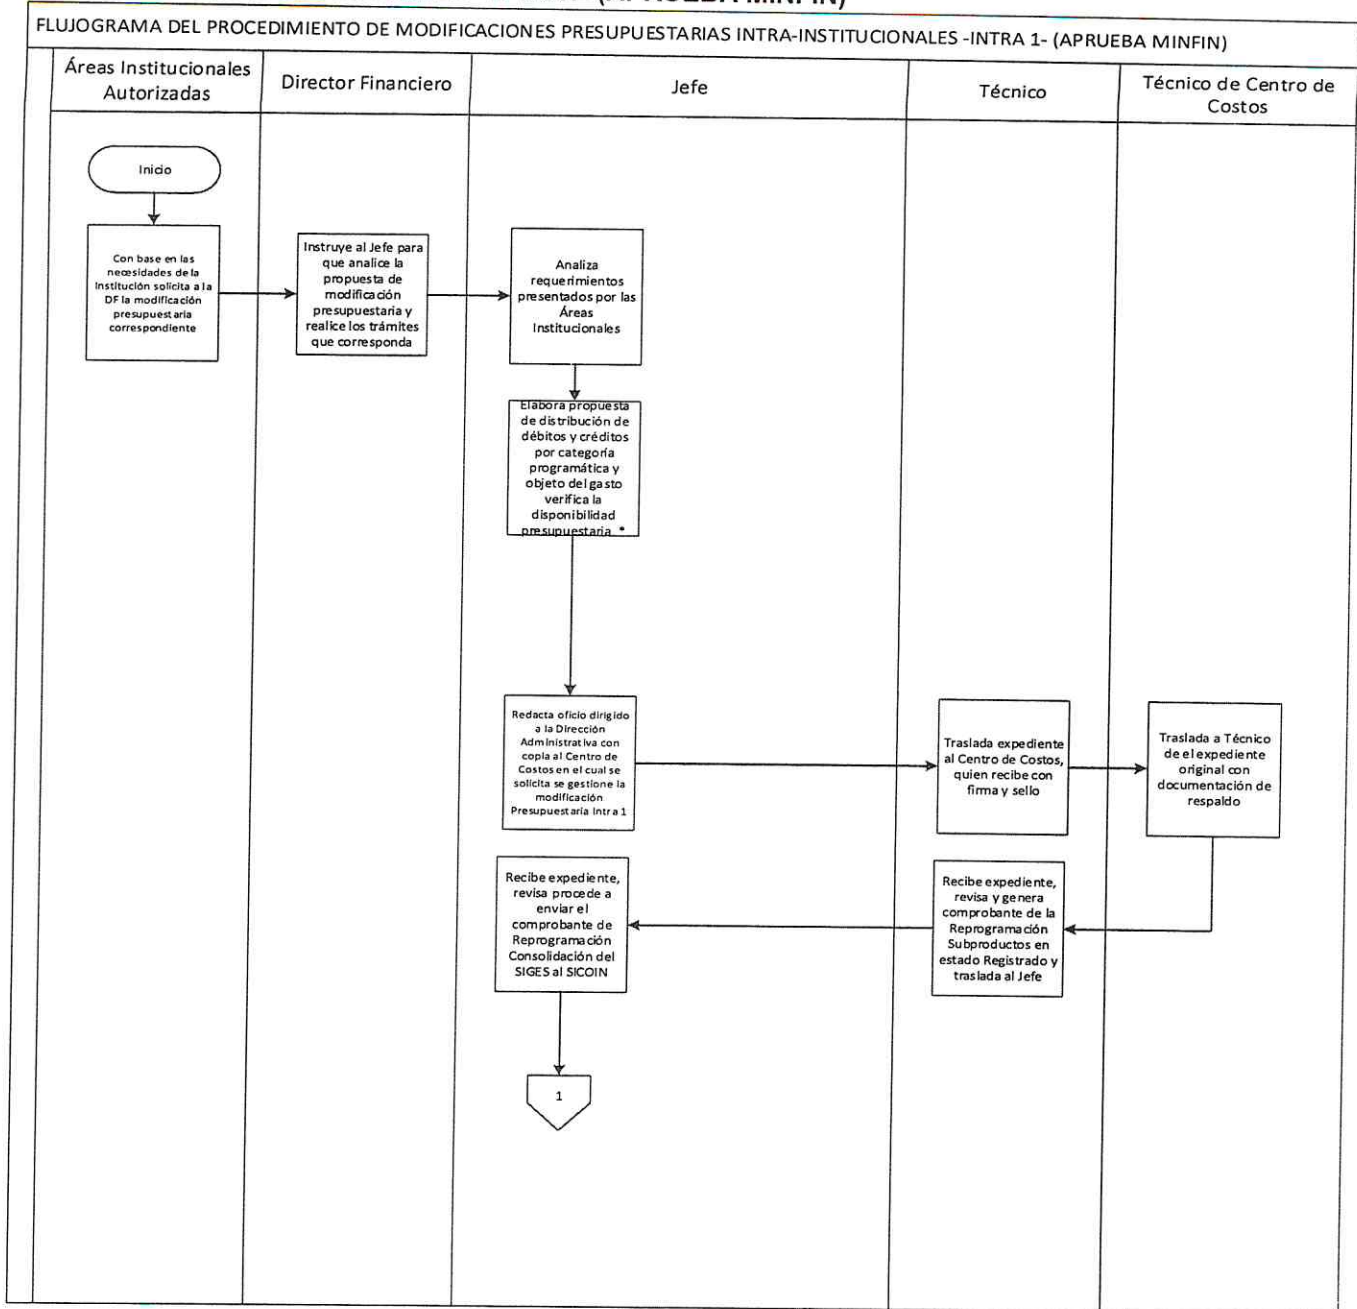 (APRUEBA MINFIN)
FLUJOGRAMA DEL PROCEDIMIENTO DE MODIFICACIONES PRESUPUESTARIAS INTRA-INSTITUCIONALES -INTRA 1- (APRUEBA MINFIN)
Áreas Institucionales
Autorizadas
Director Financiero
Jefe
Técnico
Técnico de Centro de
Costos
Inicio
Con base en las
necesidades de la
Institución solicita a la
DF la modificación
presupuestaria
correspondiente
Instruye al Jefe para
que analice la
propuesta de
modificación
presupuestaria y
realice los trámites
que corresponda
Analiza
requerimientos
presentados por las
Áreas
Institucionales
Elabora propuesta
de distribución de
débitos y créditos
por categoría
programática y
objeto del gasto
verifica la
disponibilidad
presupuestaria. *
Redacta oficio dirigido
a la Dirección
Administrativa con
copia al Centro de
Costos en el cual se
solicita se gestione la
modificación
Presupuestaria Intra 1
Traslada expediente
al Centro de Costos,
quien recibe con
firma y sello
Traslada a Técnico
de el expediente
original con
documentación de
respaldo
Recibe expediente,
revisa procede a
enviar el
comprobante de
Reprogramación
Consolidación del
SIGES al SICOIN
Recibe expediente,
revisa y genera
comprobante de la
Reprogramación
Subproductos en
estado Registrado y
traslada al Jefe
1